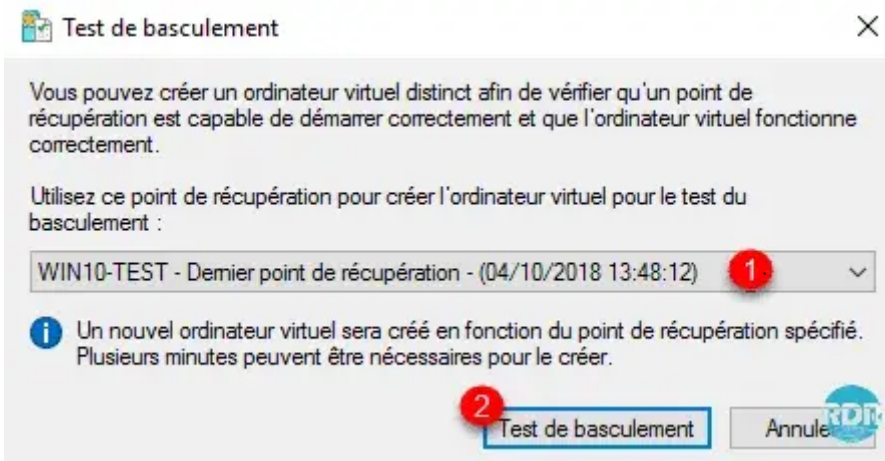 Test de basculement
Vous pouvez créer un ordinateur virtuel distinct afin de vérifier qu'un point de
récupération est capable de démarrer correctement et que l'ordinateur virtuel fonctionne
correctement.
Utilisez ce point de récupération pour créer l'ordinateur virtuel pour le test du
basculement :
WIN10-TEST - Dernier point de récupération - (04/10/2018 13:48:12) 1
Un nouvel ordinateur virtuel sera créé en fonction du point de récupération spécifié.
Plusieurs minutes peuvent être nécessaires pour le créer.
2
Test de basculement Annule
RDR